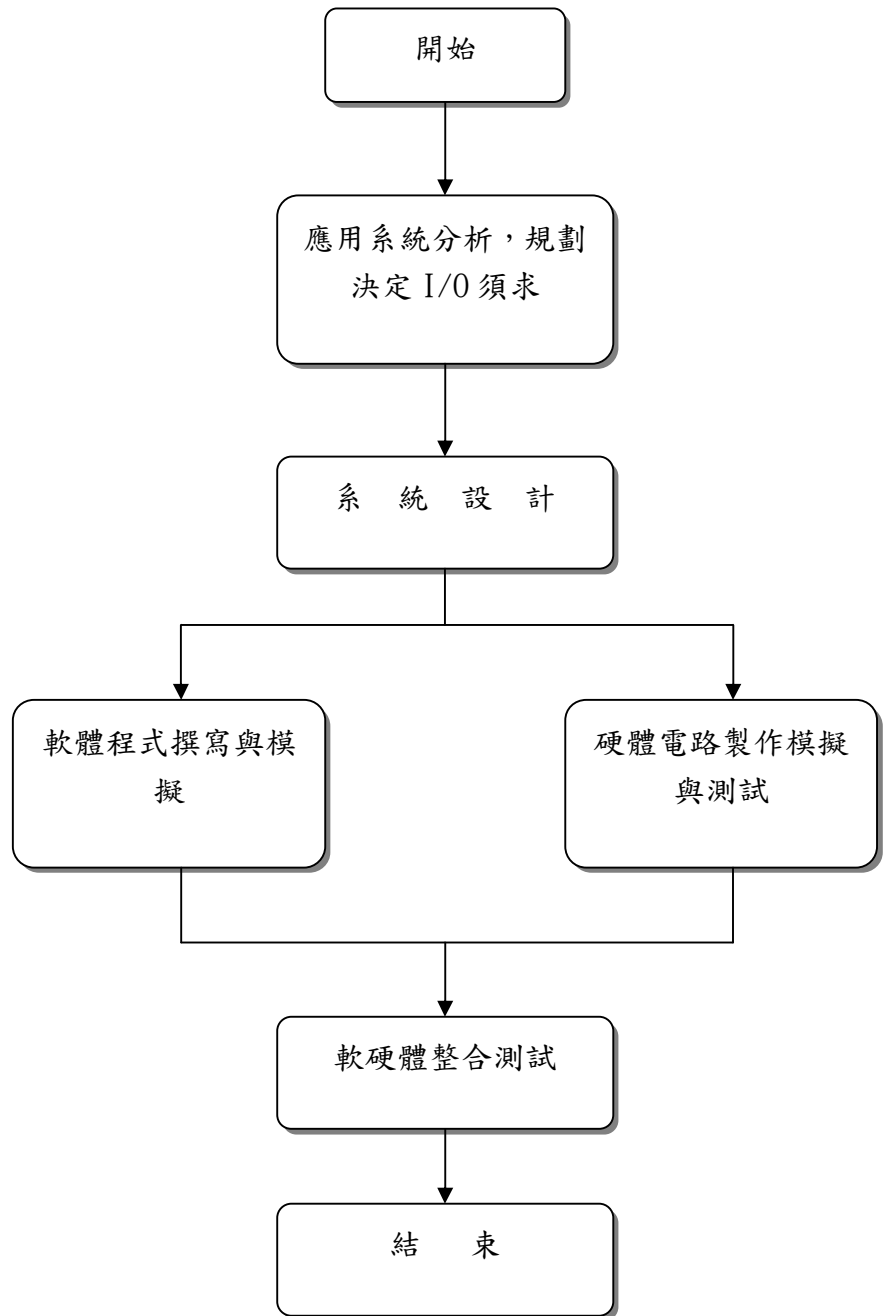 開始
應用系統分析，規劃
決定 I/O 須求
系 統 設 計
軟體程式撰寫與模
擬
硬體電路製作模擬
與測試
軟硬體整合測試
結 束